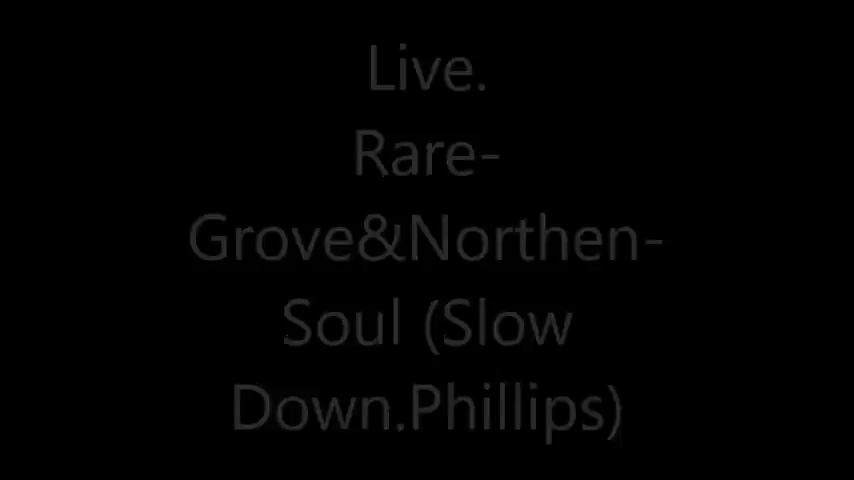 Live.
Rare-
Grove&Northen-
Soul (Slow
Down.Phillips)